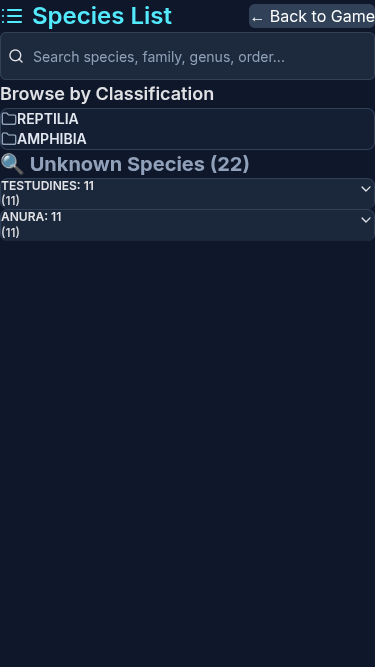 Species List
← Back to Game
Search species, family, genus, order...
Browse by Classification
REPTILIA
AMPHIBIA
🔍 Unknown Species (22)
TESTUDINES: 11
(11)
ANURA: 11
(11)